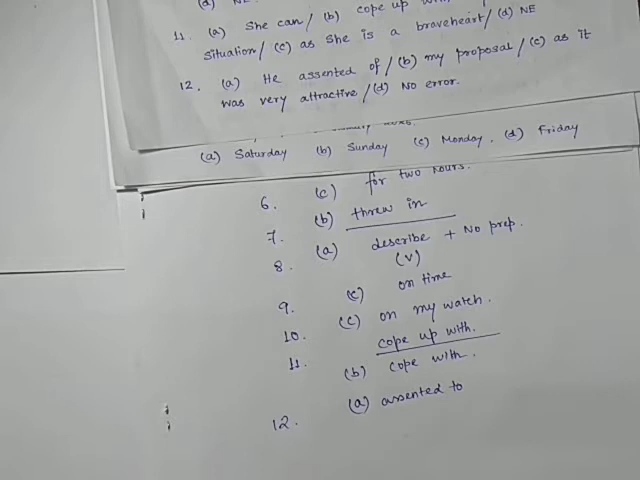 (d) NE.
11. (a) She can / (b) cope up
situation / (c) as she is a braveheart / (d) NE
12. (a) He assented of / (b) my proposal / (c) as it
was very attractive / (d) No error.
(a) Saturday (b) Sunday (c) Monday. (d) Friday
6. (c) for two hours.
7. (b) threw in
8. (a) describe + No prep.
(v)
9. (c) on time
10. (c) on my watch.
11. cope up with.
(b) cope with.
12. (a) assented to